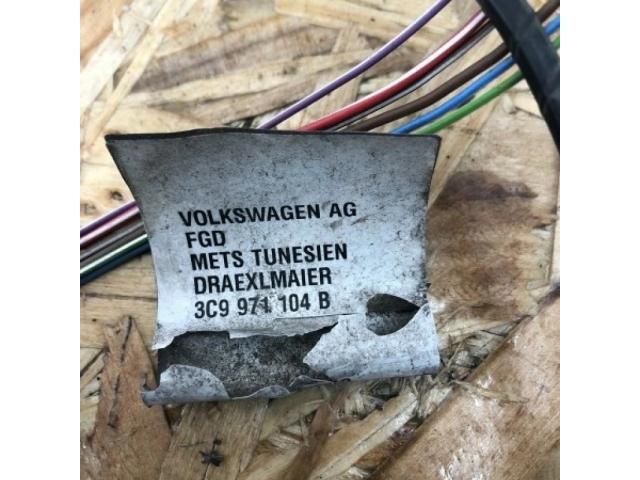 VOLKSWAGEN AG
FGD
METS TUNESIEN
DRAEXLMAIER
3C9 971 104 B